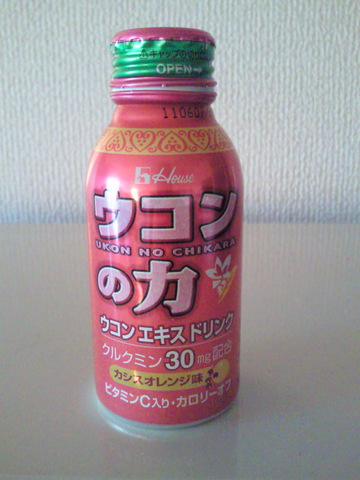 OPEN→
House
ウコン
UKON NO CHIKARA
の力
ウコン エキス ドリンク
クルクミン30mg配合
カシスオレンジ味
ビタミンC入り・カロリーオフ